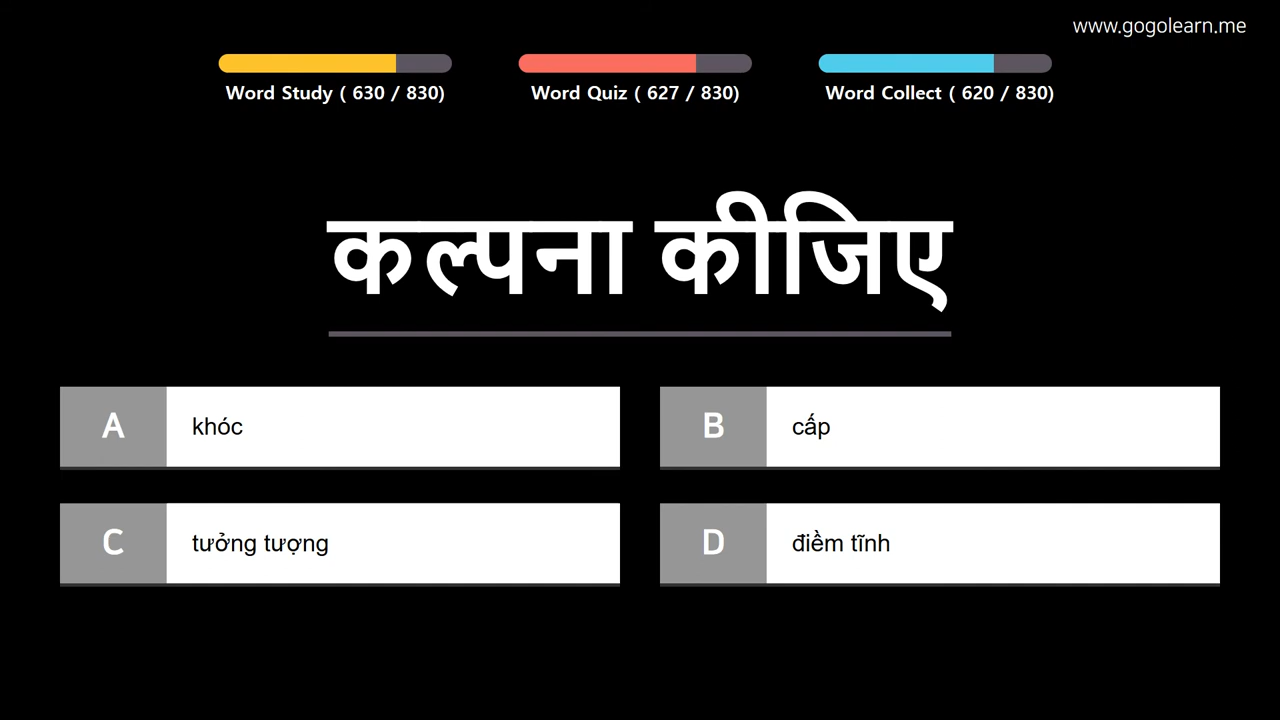 www.gogolearn.me
Word Study ( 630 / 830)
Word Quiz ( 627 / 830)
Word Collect ( 620 / 830)
कल्पना कीजिए
A
khóc
B
cấp
C
tưởng tượng
D
điềm tĩnh